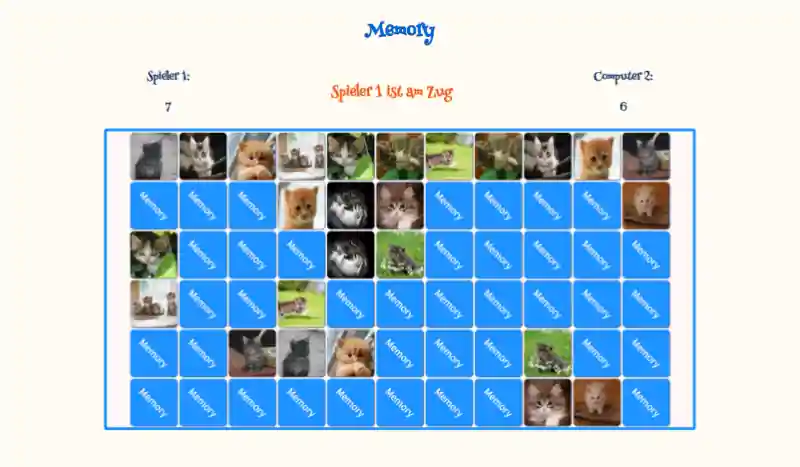 Memory
Spieler 1:
Spieler 1 ist am Zug
Computer 2:
7
6
Memory Memory Memory Memory Memory Memory Memory
Memory Memory Memory Memory Memory Memory Memory Memory
Memory Memory Memory Memory Memory Memory Memory Memory Memory
Memory Memory Memory Memory Memory Memory Memory
Memory Memory Memory Memory Memory Memory Memory Memory Memory